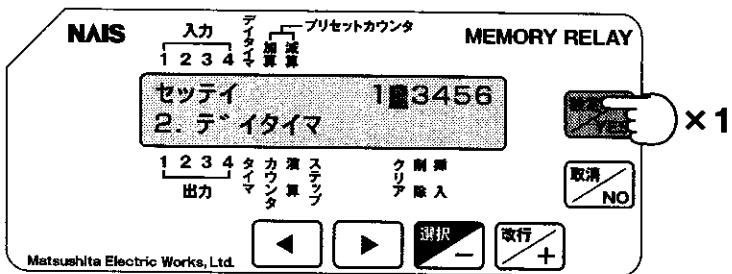 NAIS
入力
デイタイマ
加算
減算
プリセットカウンタ
MEMORY RELAY
1 2 3 4
セッテイ 1 3456
2. デイタイマ
YES
×1
1 2 3 4
出力
タイマ
カウンタ
演算
ステップ
クリア
削除
挿入
取消
NO
選択
−
改行
+
Matsushita Electric Works, Ltd.